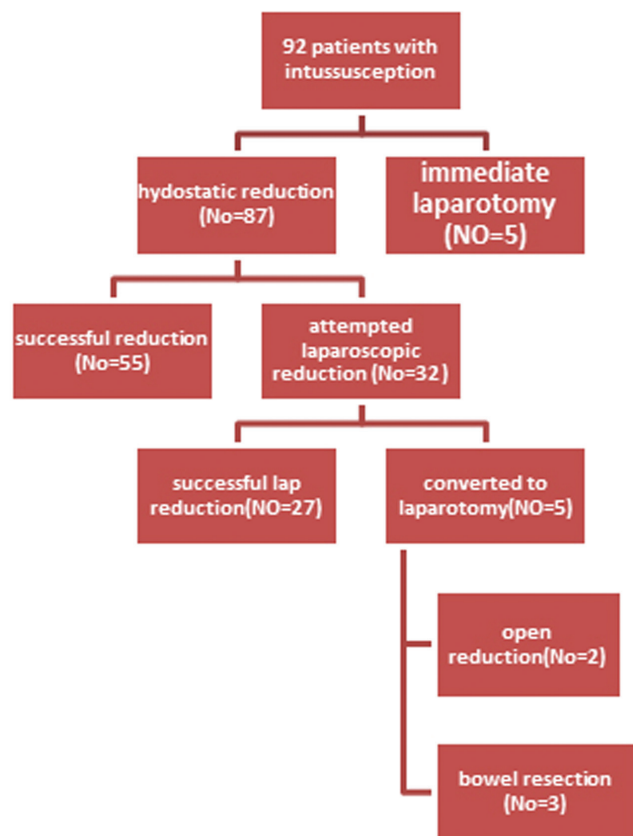 92 patients with
intussusception
hydostatic reduction
(No=87)
immediate
laparotomy
(NO=5)
successful reduction
(No=55)
attempted
laparoscopic
reduction (No=32)
successful lap
reduction(NO=27)
converted to
laparotomy(NO=5)
open
reduction(No=2)
bowel resection
(No=3)